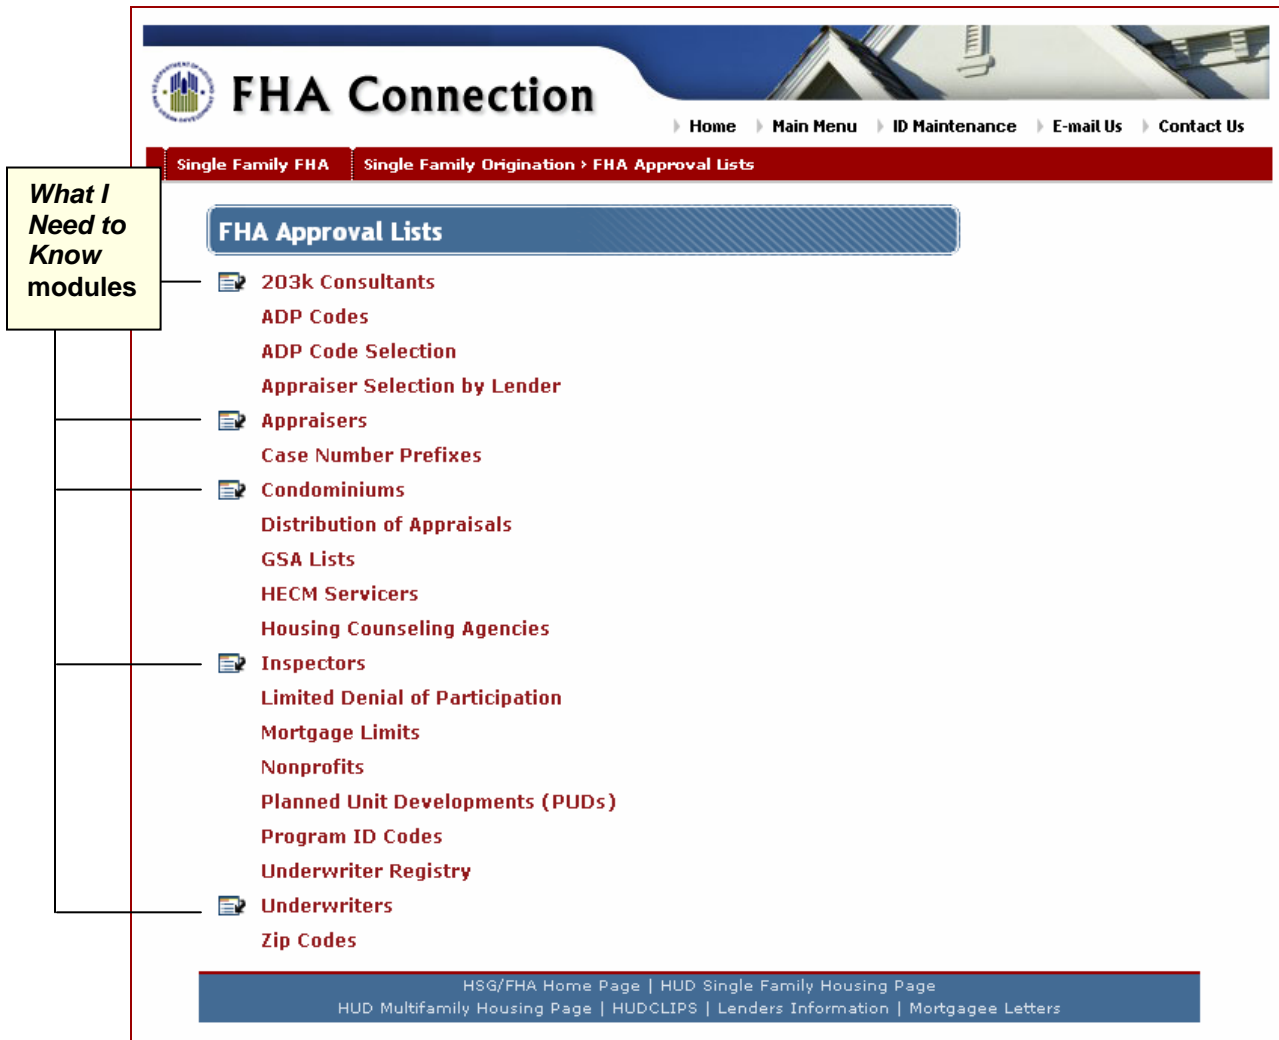 FHA Connection
Home Main Menu ID Maintenance E-mail Us Contact Us
Single Family FHA Single Family Origination › FHA Approval Lists
What I
Need to
Know
modules
FHA Approval Lists
203k Consultants
ADP Codes
ADP Code Selection
Appraiser Selection by Lender
Appraisers
Case Number Prefixes
Condominiums
Distribution of Appraisals
GSA Lists
HECM Servicers
Housing Counseling Agencies
Inspectors
Limited Denial of Participation
Mortgage Limits
Nonprofits
Planned Unit Developments (PUDs)
Program ID Codes
Underwriter Registry
Underwriters
Zip Codes
HSG/FHA Home Page | HUD Single Family Housing Page
HUD Multifamily Housing Page | HUDCLIPS | Lenders Information | Mortgagee Letters